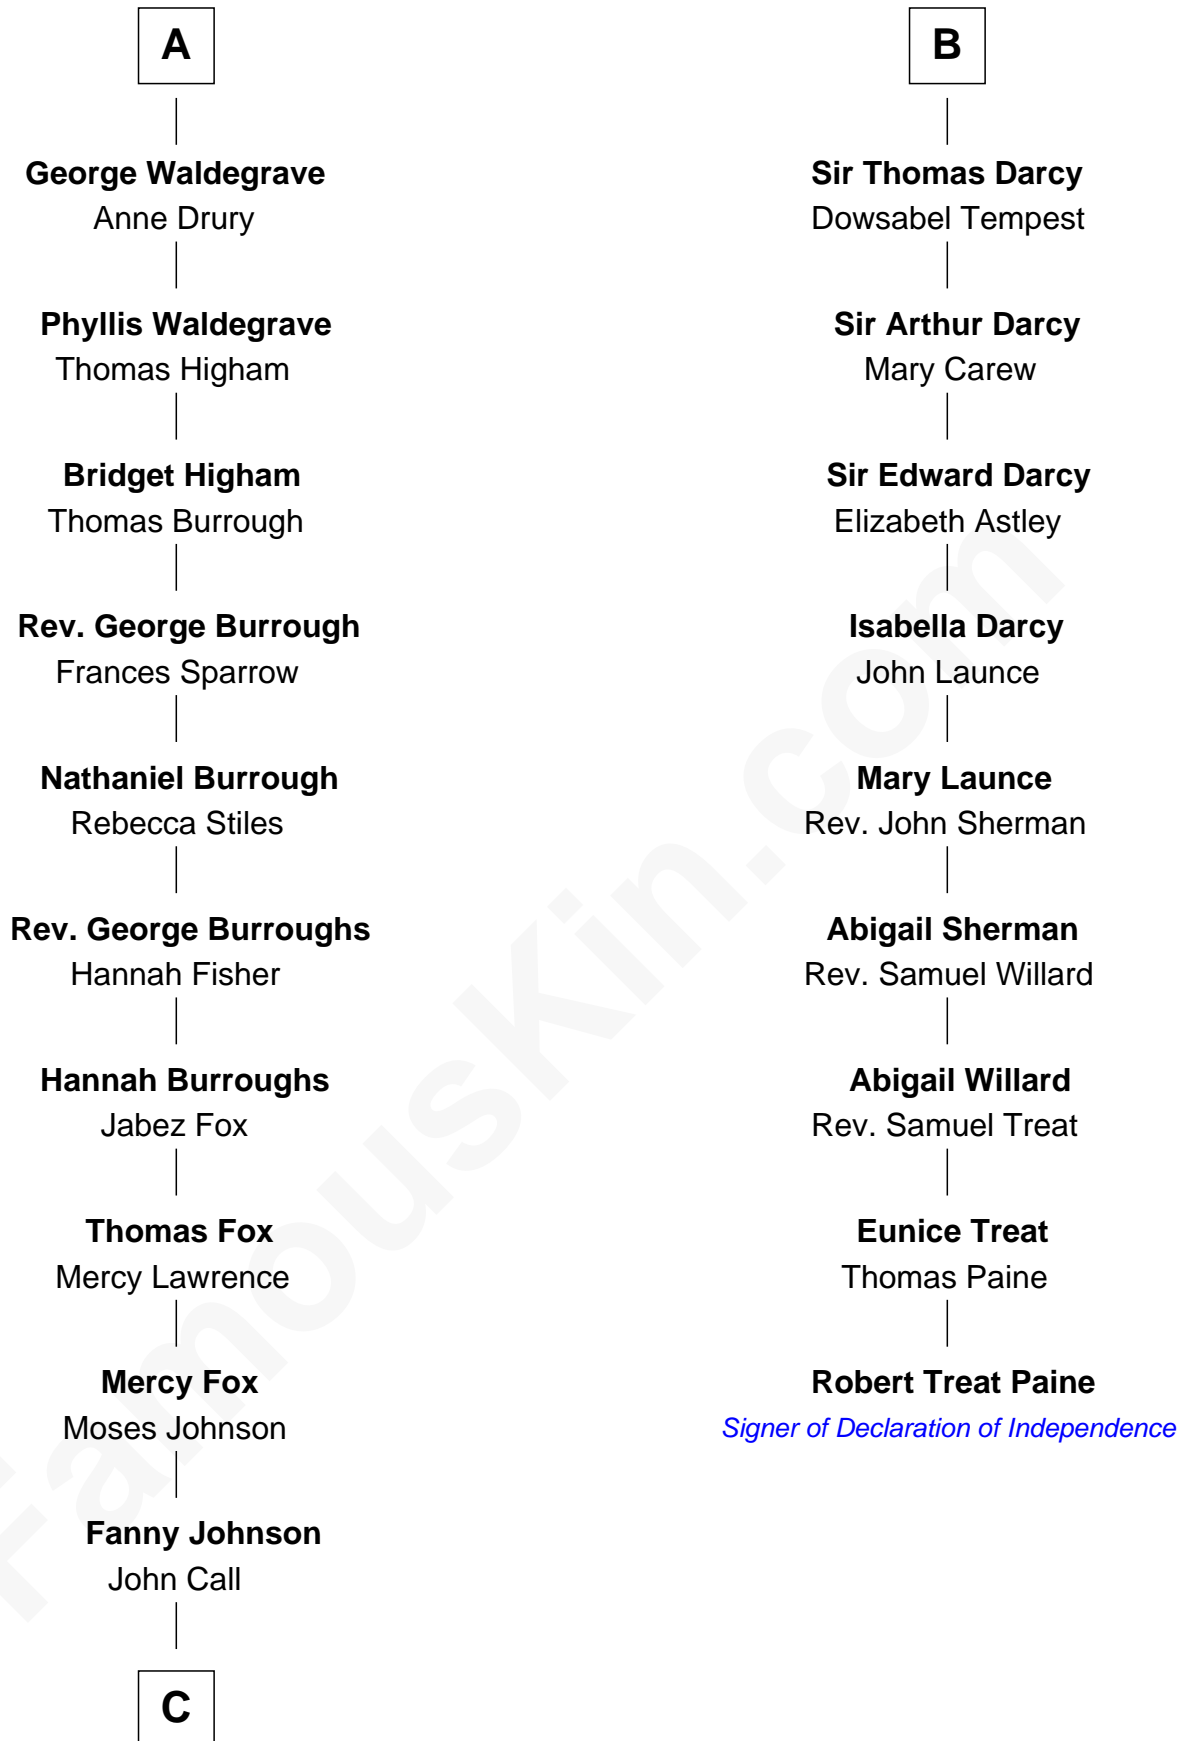 A
George Waldegrave
Anne Drury
Phyllis Waldegrave
Thomas Higham
Bridget Higham
Thomas Burrough
Rev. George Burrough
Frances Sparrow
Nathaniel Burrough
Rebecca Stiles
Rev. George Burroughs
Hannah Fisher
Hannah Burroughs
Jabez Fox
Thomas Fox
Mercy Lawrence
Mercy Fox
Moses Johnson
Fanny Johnson
John Call
C
B
Sir Thomas Darcy
Dowsabel Tempest
Sir Arthur Darcy
Mary Carew
Sir Edward Darcy
Elizabeth Astley
Isabella Darcy
John Launce
Mary Launce
Rev. John Sherman
Abigail Sherman
Rev. Samuel Willard
Abigail Willard
Rev. Samuel Treat
Eunice Treat
Thomas Paine
Robert Treat Paine
Signer of Declaration of Independence
FamousKin.com